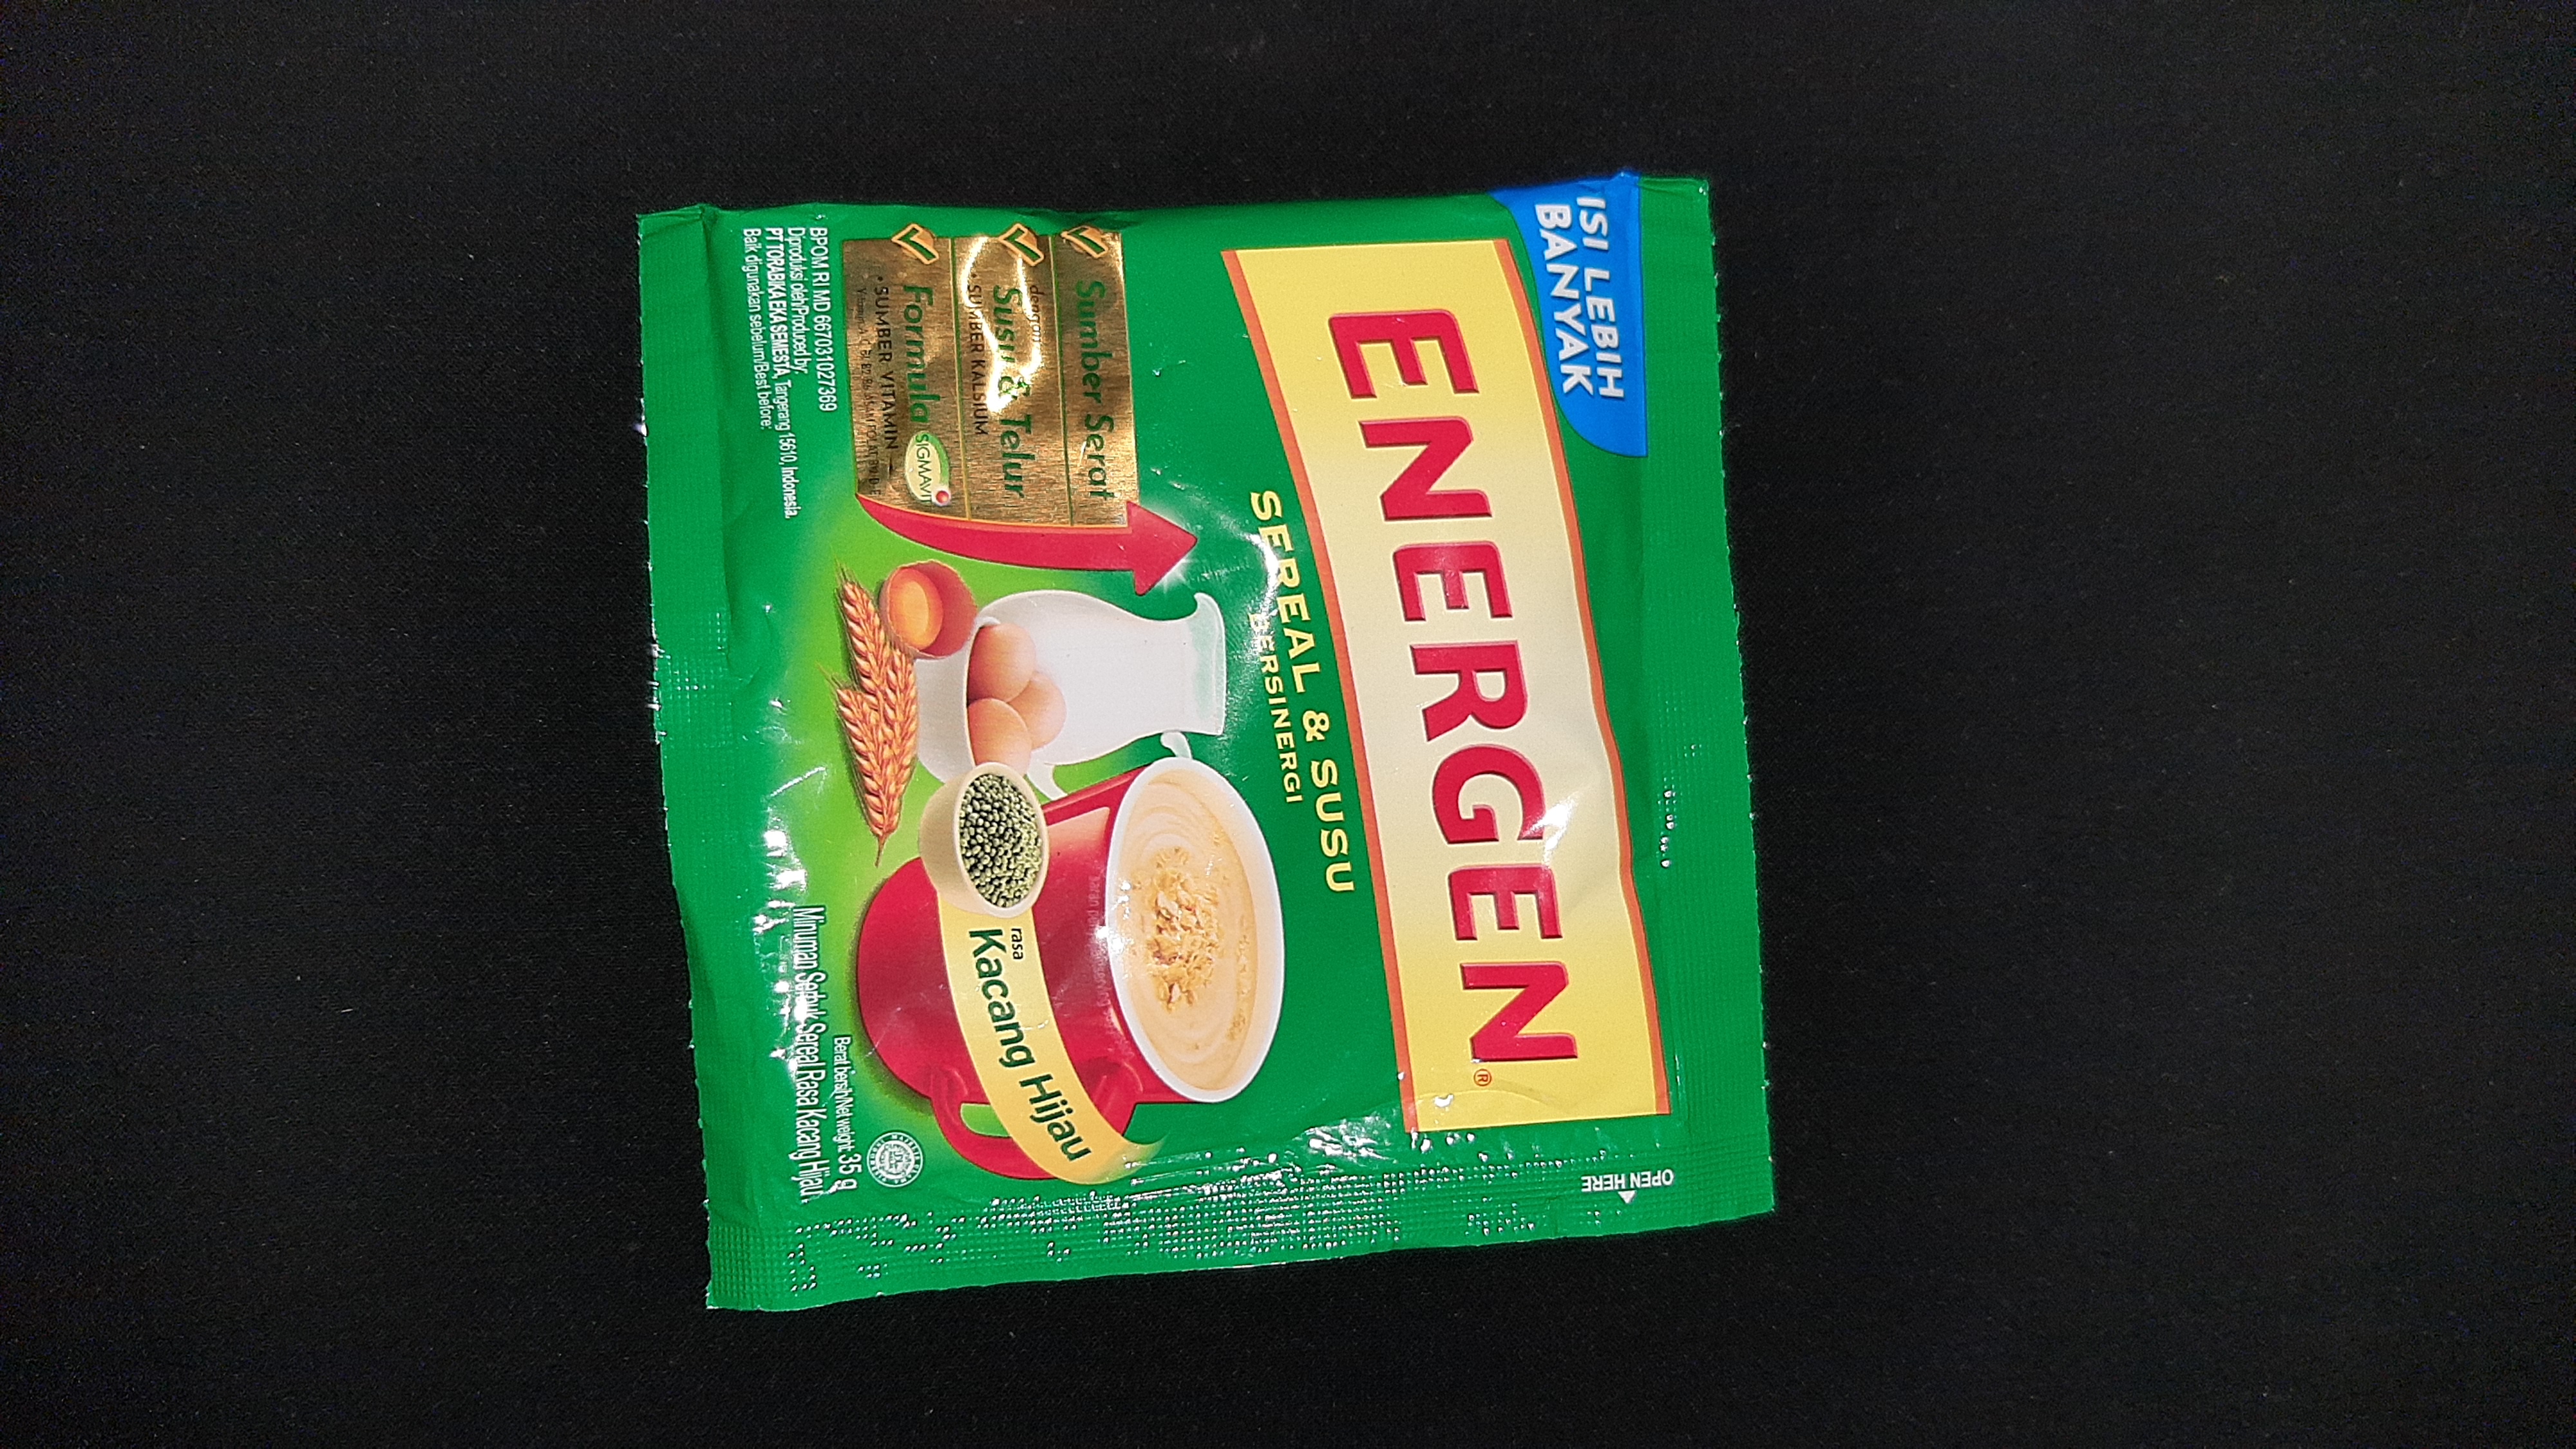 ISI LEBIH
BANYAK
ENERGEN®
SEREAL & SUSU
BERSINERGI
Sumber Serat
dengan
Susu & Telur
• SUMBER KALSIUM
Formula SIGMAVIT
• SUMBER VITAMIN
rasa
Kacang Hijau
BPOM RI MD 667031027369
Diproduksi oleh/Produced by:
PT TORABIKA EKA SEMESTA, Tangerang 15610, Indonesia.
Baik digunakan sebelum/Best before:
Berat bersih/Net weight: 35 g
Minuman Serbuk Sereal Rasa Kacang Hijau
OPEN HERE